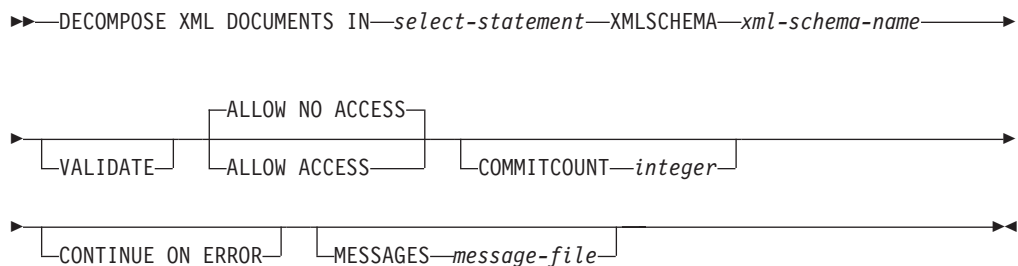 DECOMPOSE XML DOCUMENTS IN select-statement XMLSCHEMA xml-schema-name
ALLOW NO ACCESS
VALIDATE ALLOW ACCESS COMMITCOUNT integer
CONTINUE ON ERROR MESSAGES message-file